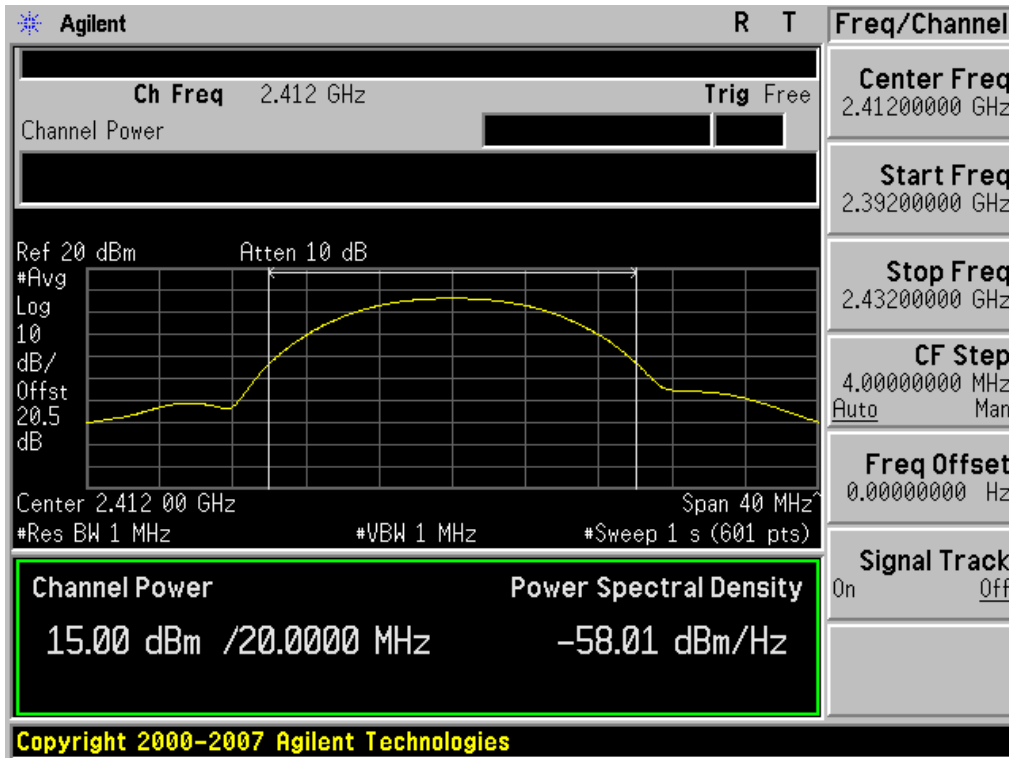 Agilent R T
Ch Freq 2.412 GHz Trig Free
Channel Power
Ref 20 dBm Atten 10 dB
#Avg
Log
10
dB/
Offst
20.5
dB
Center 2.412 00 GHz Span 40 MHz^
#Res BW 1 MHz #VBW 1 MHz #Sweep 1 s (601 pts)
Channel Power Power Spectral Density
15.00 dBm /20.0000 MHz -58.01 dBm/Hz
Copyright 2000-2007 Agilent Technologies
Freq/Channel
Center Freq
2.41200000 GHz
Start Freq
2.39200000 GHz
Stop Freq
2.43200000 GHz
CF Step
4.00000000 MHz
Auto Man
Freq Offset
0.00000000 Hz
Signal Track
On Off